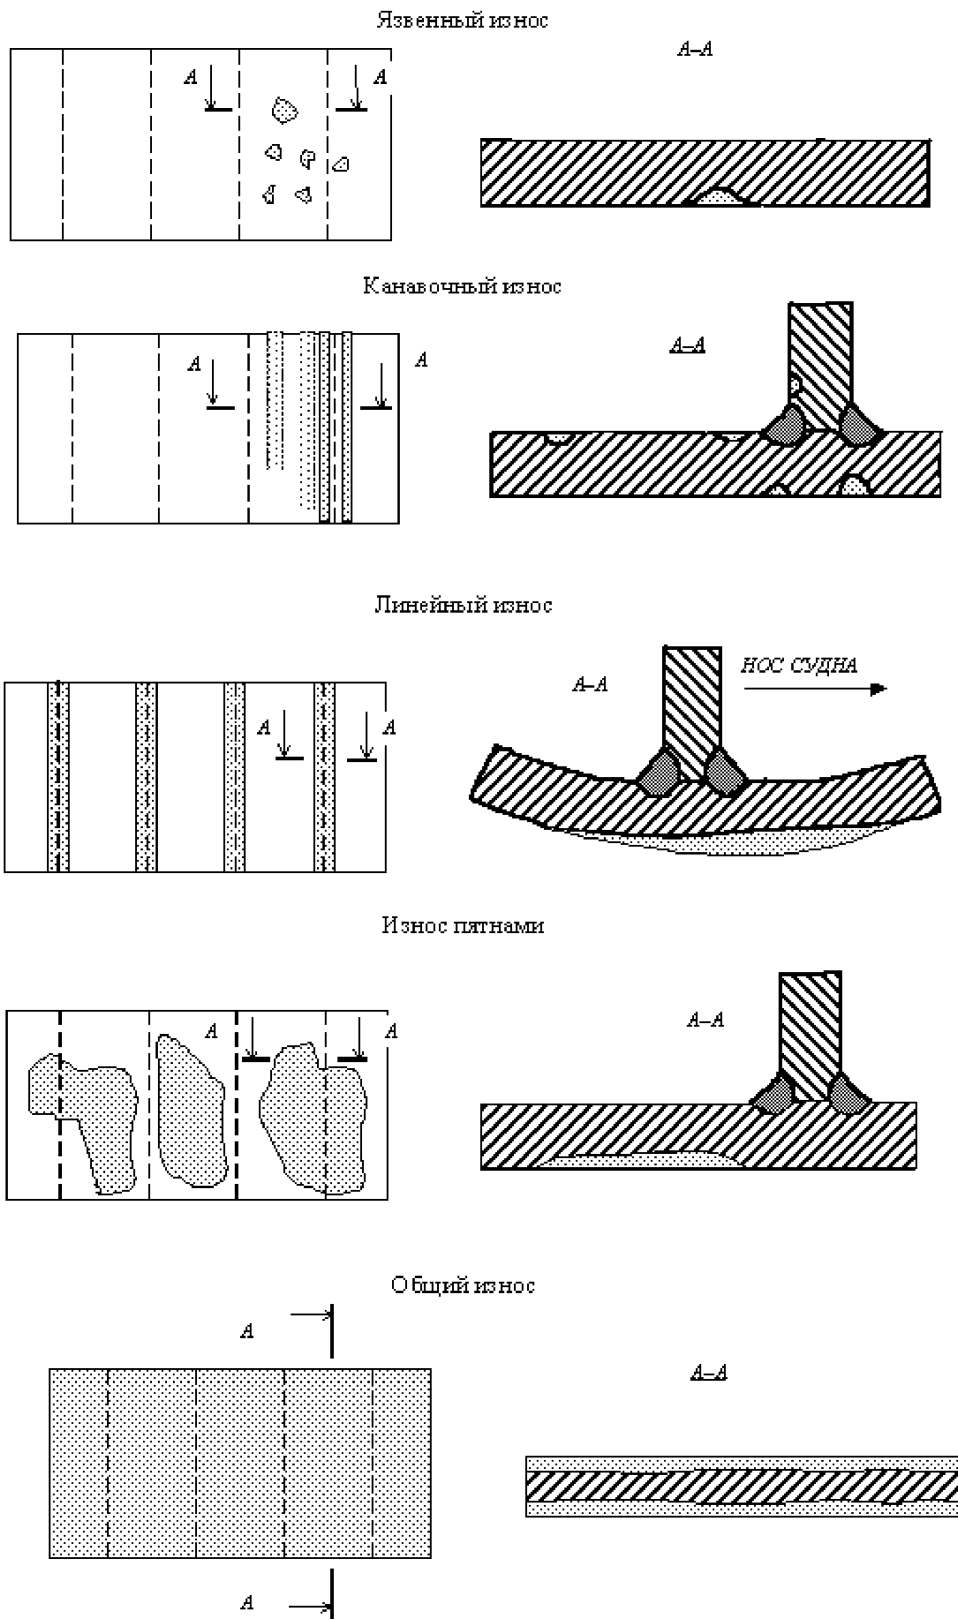 Язвенный износ
А–А
А А
Канавочный износ
А–А
А А
Линейный износ
НОС СУДНА
А–А
А А
Износ пятнами
А–А
А А
Общий износ
А
А–А
А